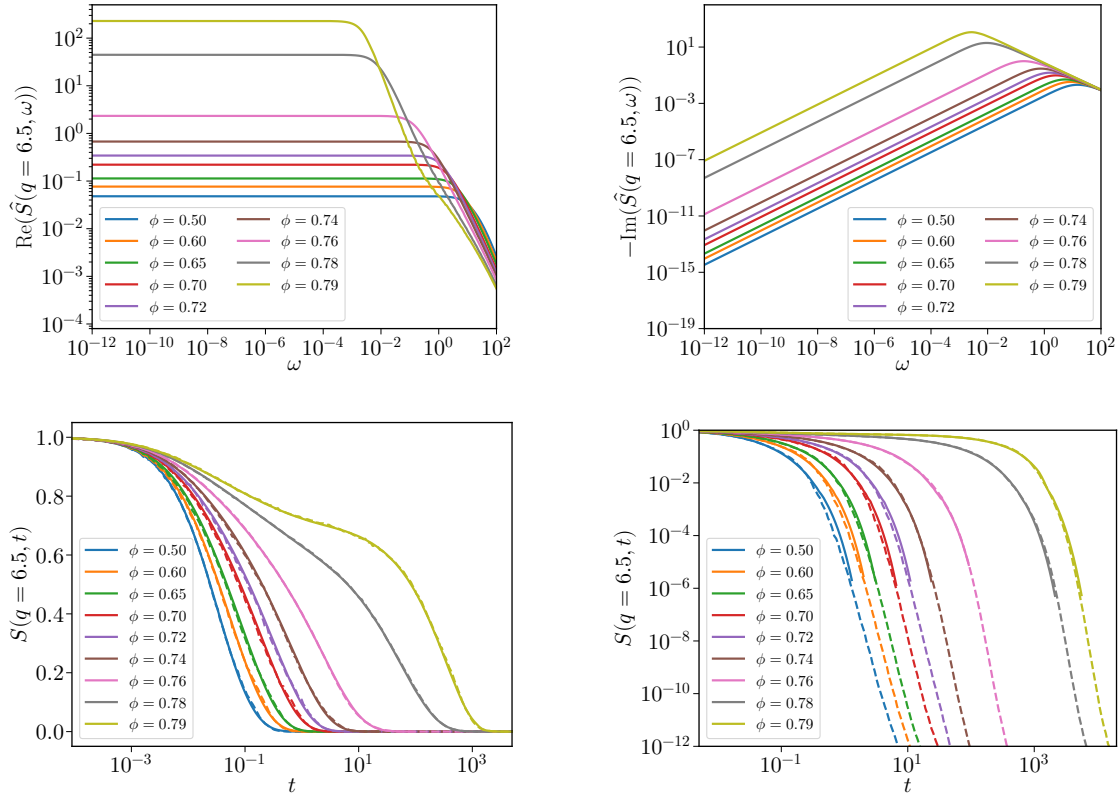 Re(Ŝ(q = 6.5, ω))
10^2
10^1
10^0
10^−1
10^−2
10^−3
10^−4
ϕ = 0.50
ϕ = 0.60
ϕ = 0.65
ϕ = 0.70
ϕ = 0.72
ϕ = 0.74
ϕ = 0.76
ϕ = 0.78
ϕ = 0.79
10^−12 10^−10 10^−8 10^−6 10^−4 10^−2 10^0 10^2
ω
−Im(Ŝ(q = 6.5, ω))
10^1
10^−3
10^−7
10^−11
10^−15
10^−19
ϕ = 0.50
ϕ = 0.60
ϕ = 0.65
ϕ = 0.70
ϕ = 0.72
ϕ = 0.74
ϕ = 0.76
ϕ = 0.78
ϕ = 0.79
10^−12 10^−10 10^−8 10^−6 10^−4 10^−2 10^0 10^2
ω
S(q = 6.5, t)
1.0
0.8
0.6
0.4
0.2
0.0
ϕ = 0.50
ϕ = 0.60
ϕ = 0.65
ϕ = 0.70
ϕ = 0.72
ϕ = 0.74
ϕ = 0.76
ϕ = 0.78
ϕ = 0.79
10^−3 10^−1 10^1 10^3
t
S(q = 6.5, t)
10^0
10^−2
10^−4
10^−6
10^−8
10^−10
10^−12
ϕ = 0.50
ϕ = 0.60
ϕ = 0.65
ϕ = 0.70
ϕ = 0.72
ϕ = 0.74
ϕ = 0.76
ϕ = 0.78
ϕ = 0.79
10^−1 10^1 10^3
t